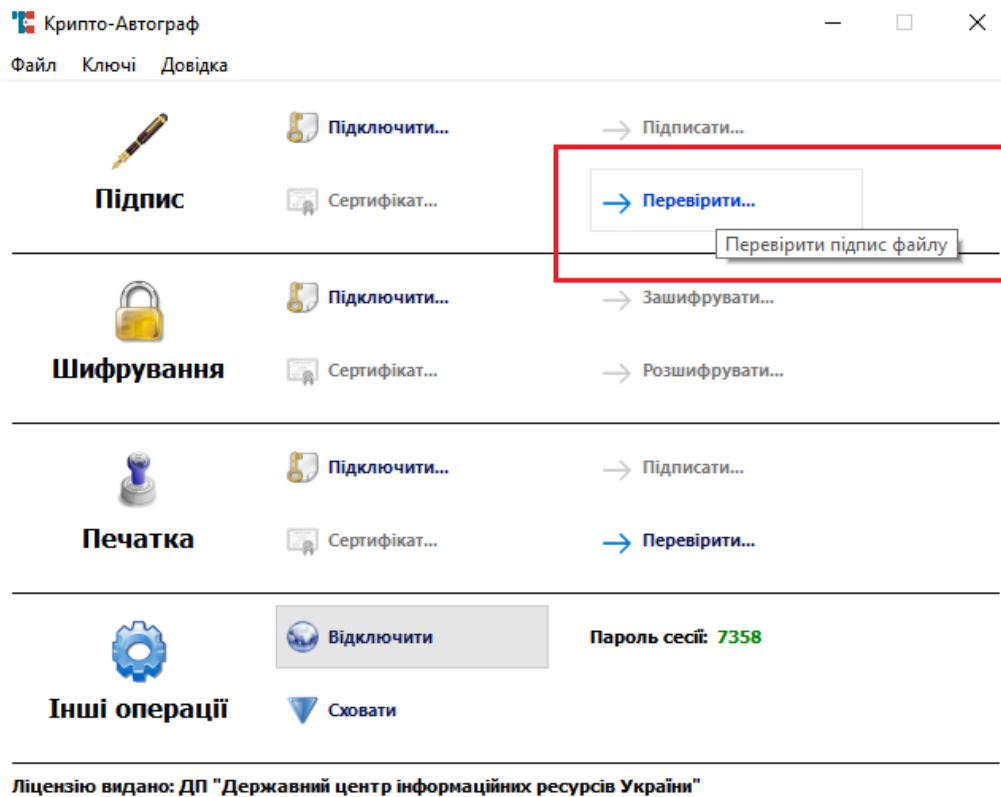 Крипто-Автограф
Файл Ключі Довідка
Підпис
Підключити...
Підписати...
Сертифікат...
Перевірити...
Перевірити підпис файлу
Шифрування
Підключити...
Зашифрувати...
Сертифікат...
Розшифрувати...
Печатка
Підключити...
Підписати...
Сертифікат...
Перевірити...
Інші операції
Відключити
Пароль сесії: 7358
Сховати
Ліцензію видано: ДП "Державний центр інформаційних ресурсів України"